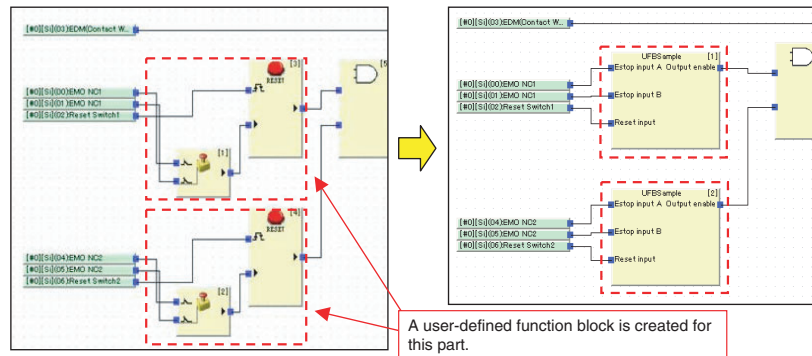 [#0][Si](03):EDM(Contact W...
[3]
RESET
[5
[#0][Si](00):EMO NC1
[#0][Si](01):EMO NC1
[#0][Si](02):Reset Switch1
[1]
[4]
RESET
[#0][Si](04):EMO NC2
[#0][Si](05):EMO NC2
[#0][Si](06):Reset Switch2
[2]
[#0][Si](03):EDM(Contact W...
UFBSample [1]
Estop input A Output enable
Estop input B
Reset input
[#0][Si](00):EMO NC1
[#0][Si](01):EMO NC1
[#0][Si](02):Reset Switch1
UFBSample [2]
Estop input A Output enable
Estop input B
Reset input
[#0][Si](04):EMO NC2
[#0][Si](05):EMO NC2
[#0][Si](06):Reset Switch2
A user-defined function block is created for
this part.